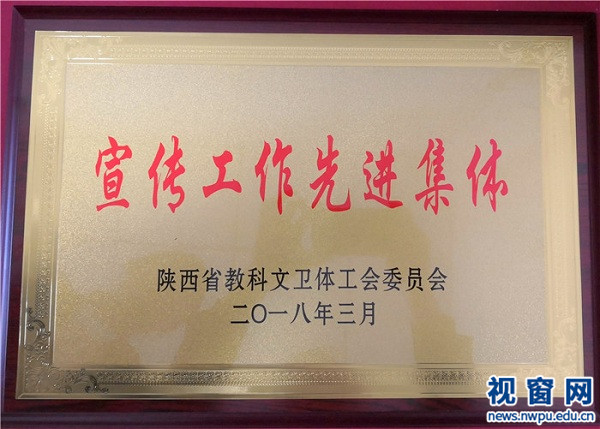 宣传工作先进集体
陕西省教科文卫体工会委员会
二〇一八年三月
视窗网
news.nwpu.edu.cn